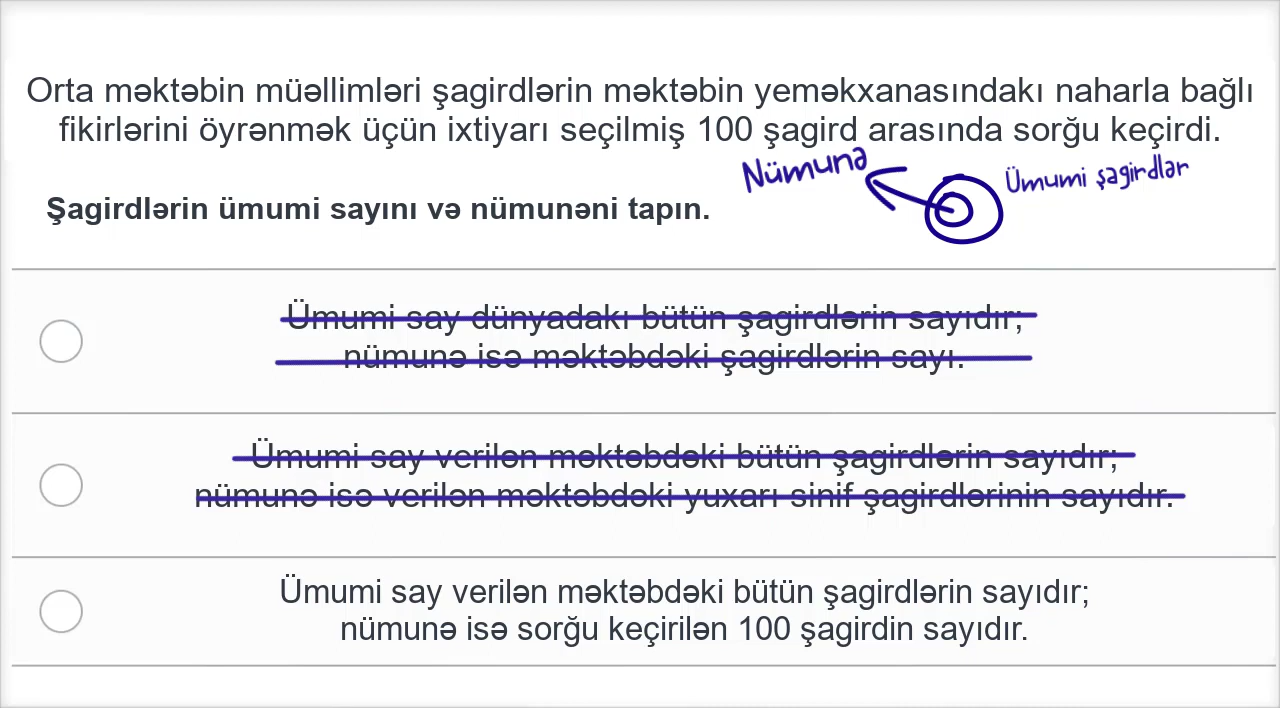 Orta məktəbin müəllimləri şagirdlərin məktəbin yeməkxanasındakı naharla bağlı
fikirlərini öyrənmək üçün ixtiyarı seçilmiş 100 şagird arasında sorğu keçirdi.
Nümunə
Ümumi şagirdlər
Şagirdlərin ümumi sayını və nümunəni tapın.
Ümumi say dünyadakı bütün şagirdlərin sayıdır;
nümunə isə məktəbdəki şagirdlərin sayı.
Ümumi say verilən məktəbdəki bütün şagirdlərin sayıdır;
nümunə isə verilən məktəbdəki yuxarı sinif şagirdlərinin sayıdır.
Ümumi say verilən məktəbdəki bütün şagirdlərin sayıdır;
nümunə isə sorğu keçirilən 100 şagirdin sayıdır.